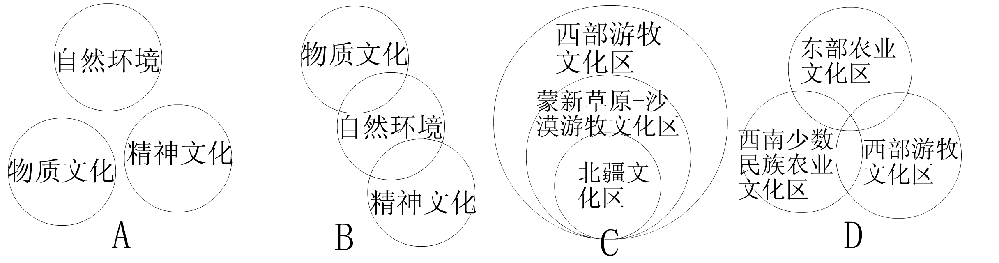 自然环境
物质文化
精神文化
A
物质文化
自然环境
精神文化
B
西部游牧
文化区
蒙新草原-沙
漠游牧文化区
北疆文
化区
C
东部农业
文化区
西南少数
民族农业
文化区
西部游牧
文化区
D